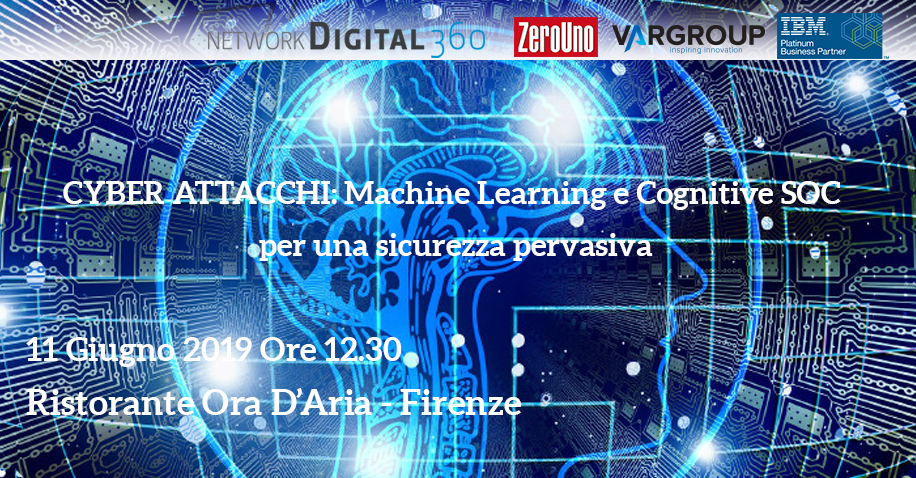 NETWORK DIGITAL 360
ZeroUno
VARGROUP
inspiring innovation
IBM
Platinum
Business Partner
TM
CYBER ATTACCHI: Machine Learning e Cognitive SOC
per una sicurezza pervasiva
11 Giugno 2019 Ore 12.30
Ristorante Ora D'Aria - Firenze